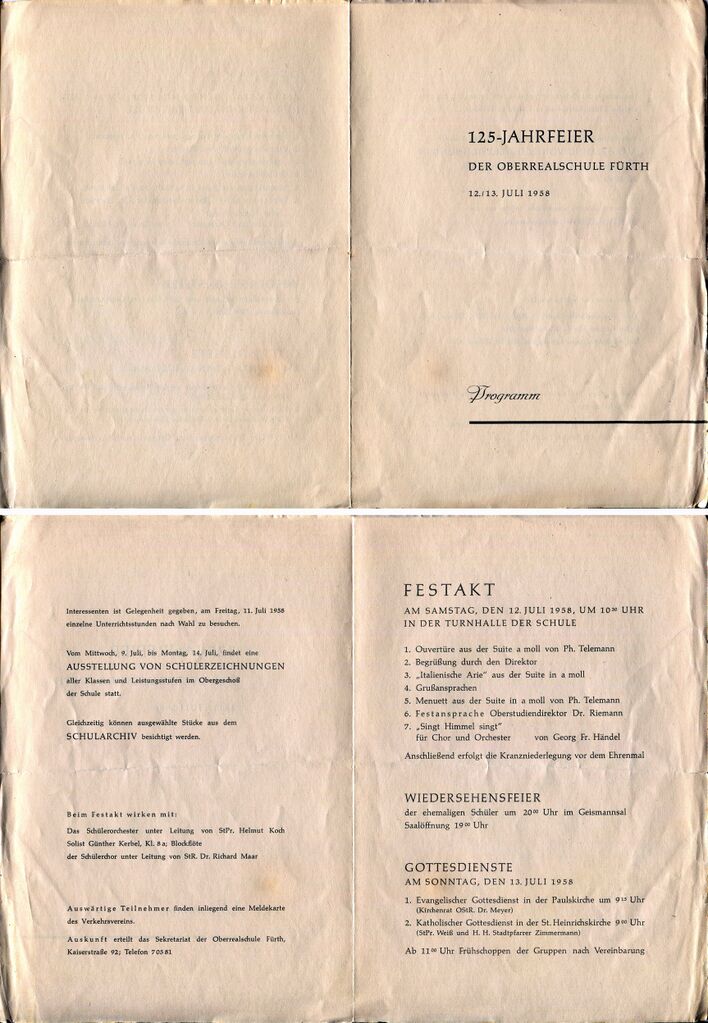 125-JAHRFEIER
DER OBERREALSCHULE FÜRTH
12./13. JULI 1958
Programm
Interessenten ist Gelegenheit gegeben, am Freitag, 11. Juli 1958
einzelne Unterrichtsstunden nach Wahl zu besuchen.
Vom Mittwoch, 9. Juli, bis Montag, 14. Juli, findet eine
AUSSTELLUNG VON SCHÜLERZEICHNUNGEN
aller Klassen und Leistungsstufen im Obergeschoß
der Schule statt.
Gleichzeitig können ausgewählte Stücke aus dem
SCHULARCHIV besichtigt werden.
Beim Festakt wirken mit:
Das Schülerorchester unter Leitung von StPr. Helmut Koch
Solist Günther Kerbel, Kl. 8a; Blockflöte
der Schülerchor unter Leitung von StR. Dr. Richard Maar
Auswärtige Teilnehmer finden inliegend eine Meldekarte
des Verkehrsvereins.
Auskunft erteilt das Sekretariat der Oberrealschule Fürth,
Kaiserstraße 92; Telefon 70581
FESTAKT
AM SAMSTAG, DEN 12. JULI 1958, UM 10³⁰ UHR
IN DER TURNHALLE DER SCHULE
1. Ouvertüre aus der Suite a moll von Ph. Telemann
2. Begrüßung durch den Direktor
3. „Italienische Arie" aus der Suite in a moll
4. Grußansprachen
5. Menuett aus der Suite in a moll von Ph. Telemann
6. Festansprache Oberstudiendirektor Dr. Riemann
7. „Singt Himmel singt"
für Chor und Orchester von Georg Fr. Händel
Anschließend erfolgt die Kranzniederlegung vor dem Ehrenmal
WIEDERSEHENSFEIER
der ehemaligen Schüler um 20⁰⁰ Uhr im Geismannsal
Saalöffnung 19⁰⁰ Uhr
GOTTESDIENSTE
AM SONNTAG, DEN 13. JULI 1958
1. Evangelischer Gottesdienst in der Paulskirche um 9¹⁵ Uhr
(Kirchenrat OStR. Dr. Meyer)
2. Katholischer Gottesdienst in der St. Heinrichskirche 9⁰⁰ Uhr
(StPr. Weiß und H. H. Stadtpfarrer Zimmermann)
Ab 11⁰⁰ Uhr Frühschoppen der Gruppen nach Vereinbarung